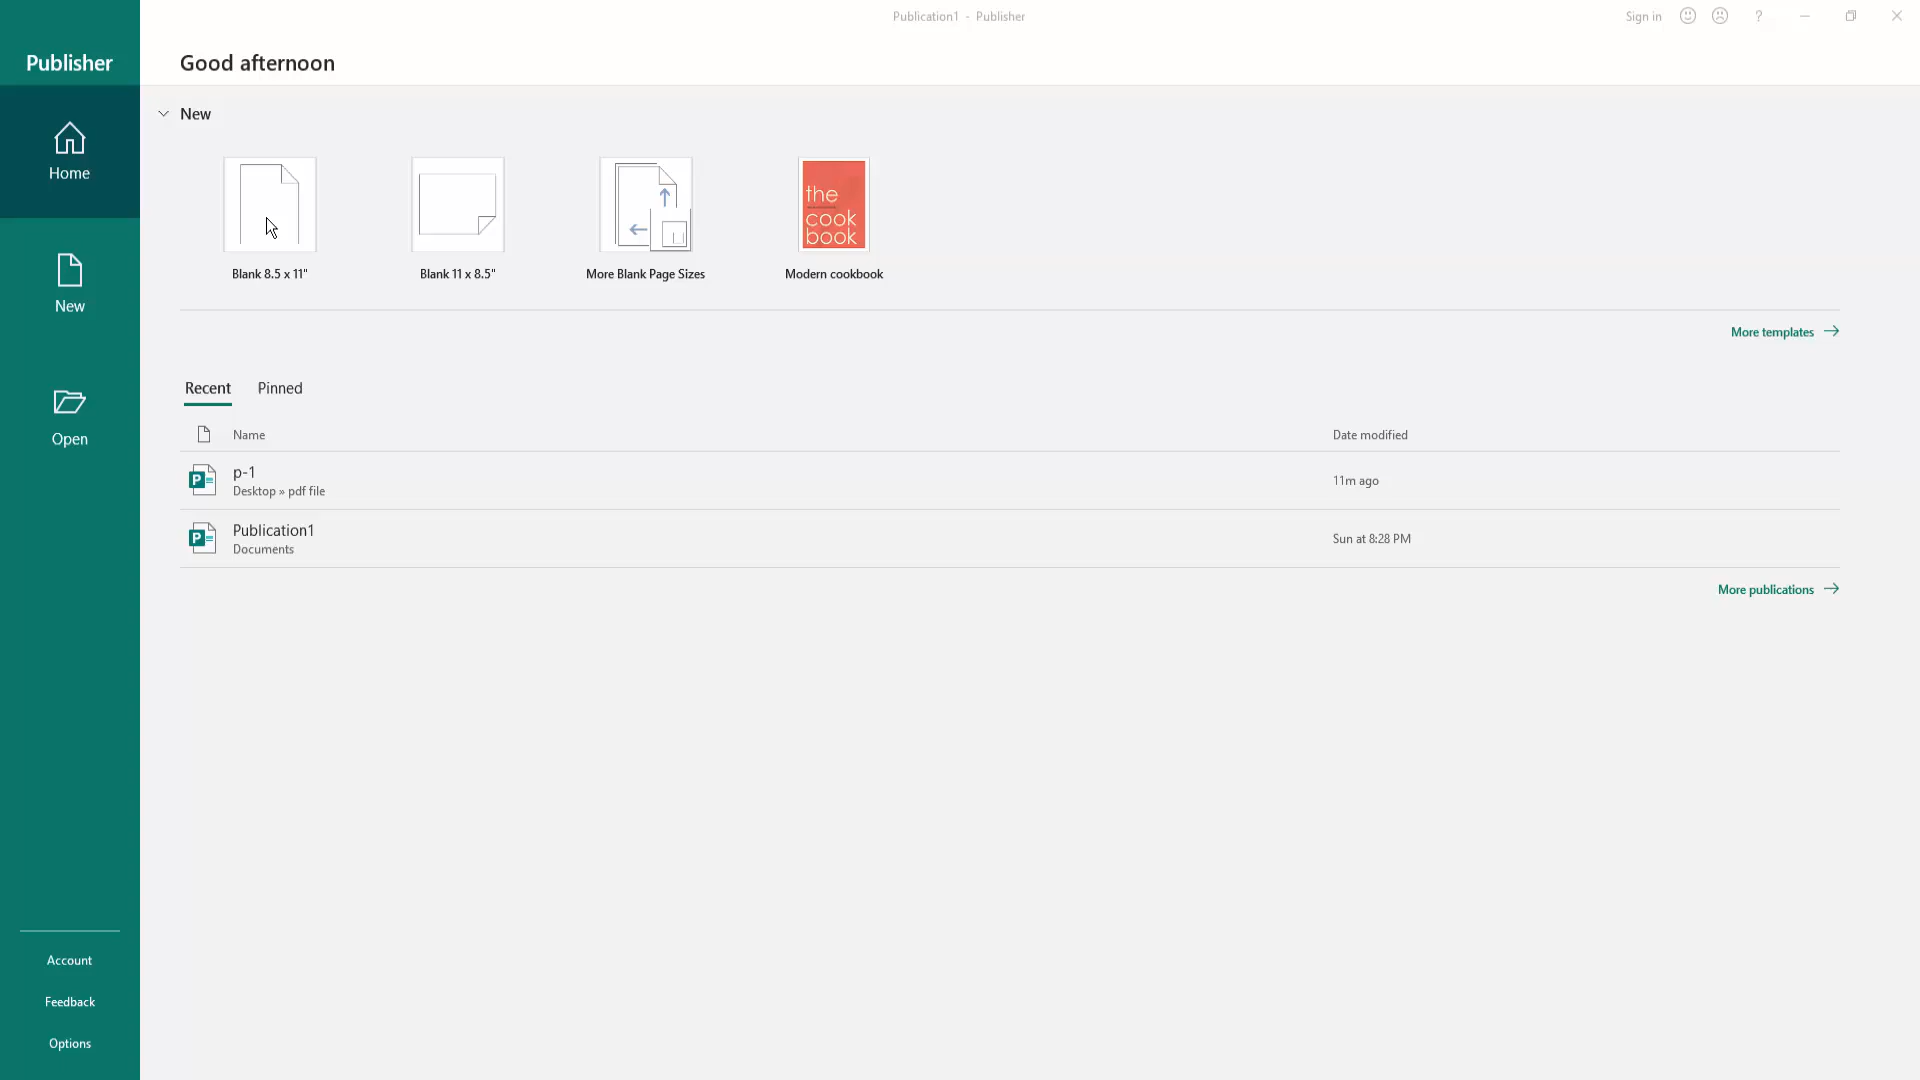 Publication1 - Publisher
Sign in
?
Publisher
Good afternoon
Home
New
Open
Account
Feedback
Options
New
the
cook
book
Blank 8.5 x 11"
Blank 11 x 8.5"
More Blank Page Sizes
Modern cookbook
More templates
Recent
Pinned
Name
Date modified
P
p-1
Desktop » pdf file
11m ago
P
Publication1
Documents
Sun at 8:28 PM
More publications